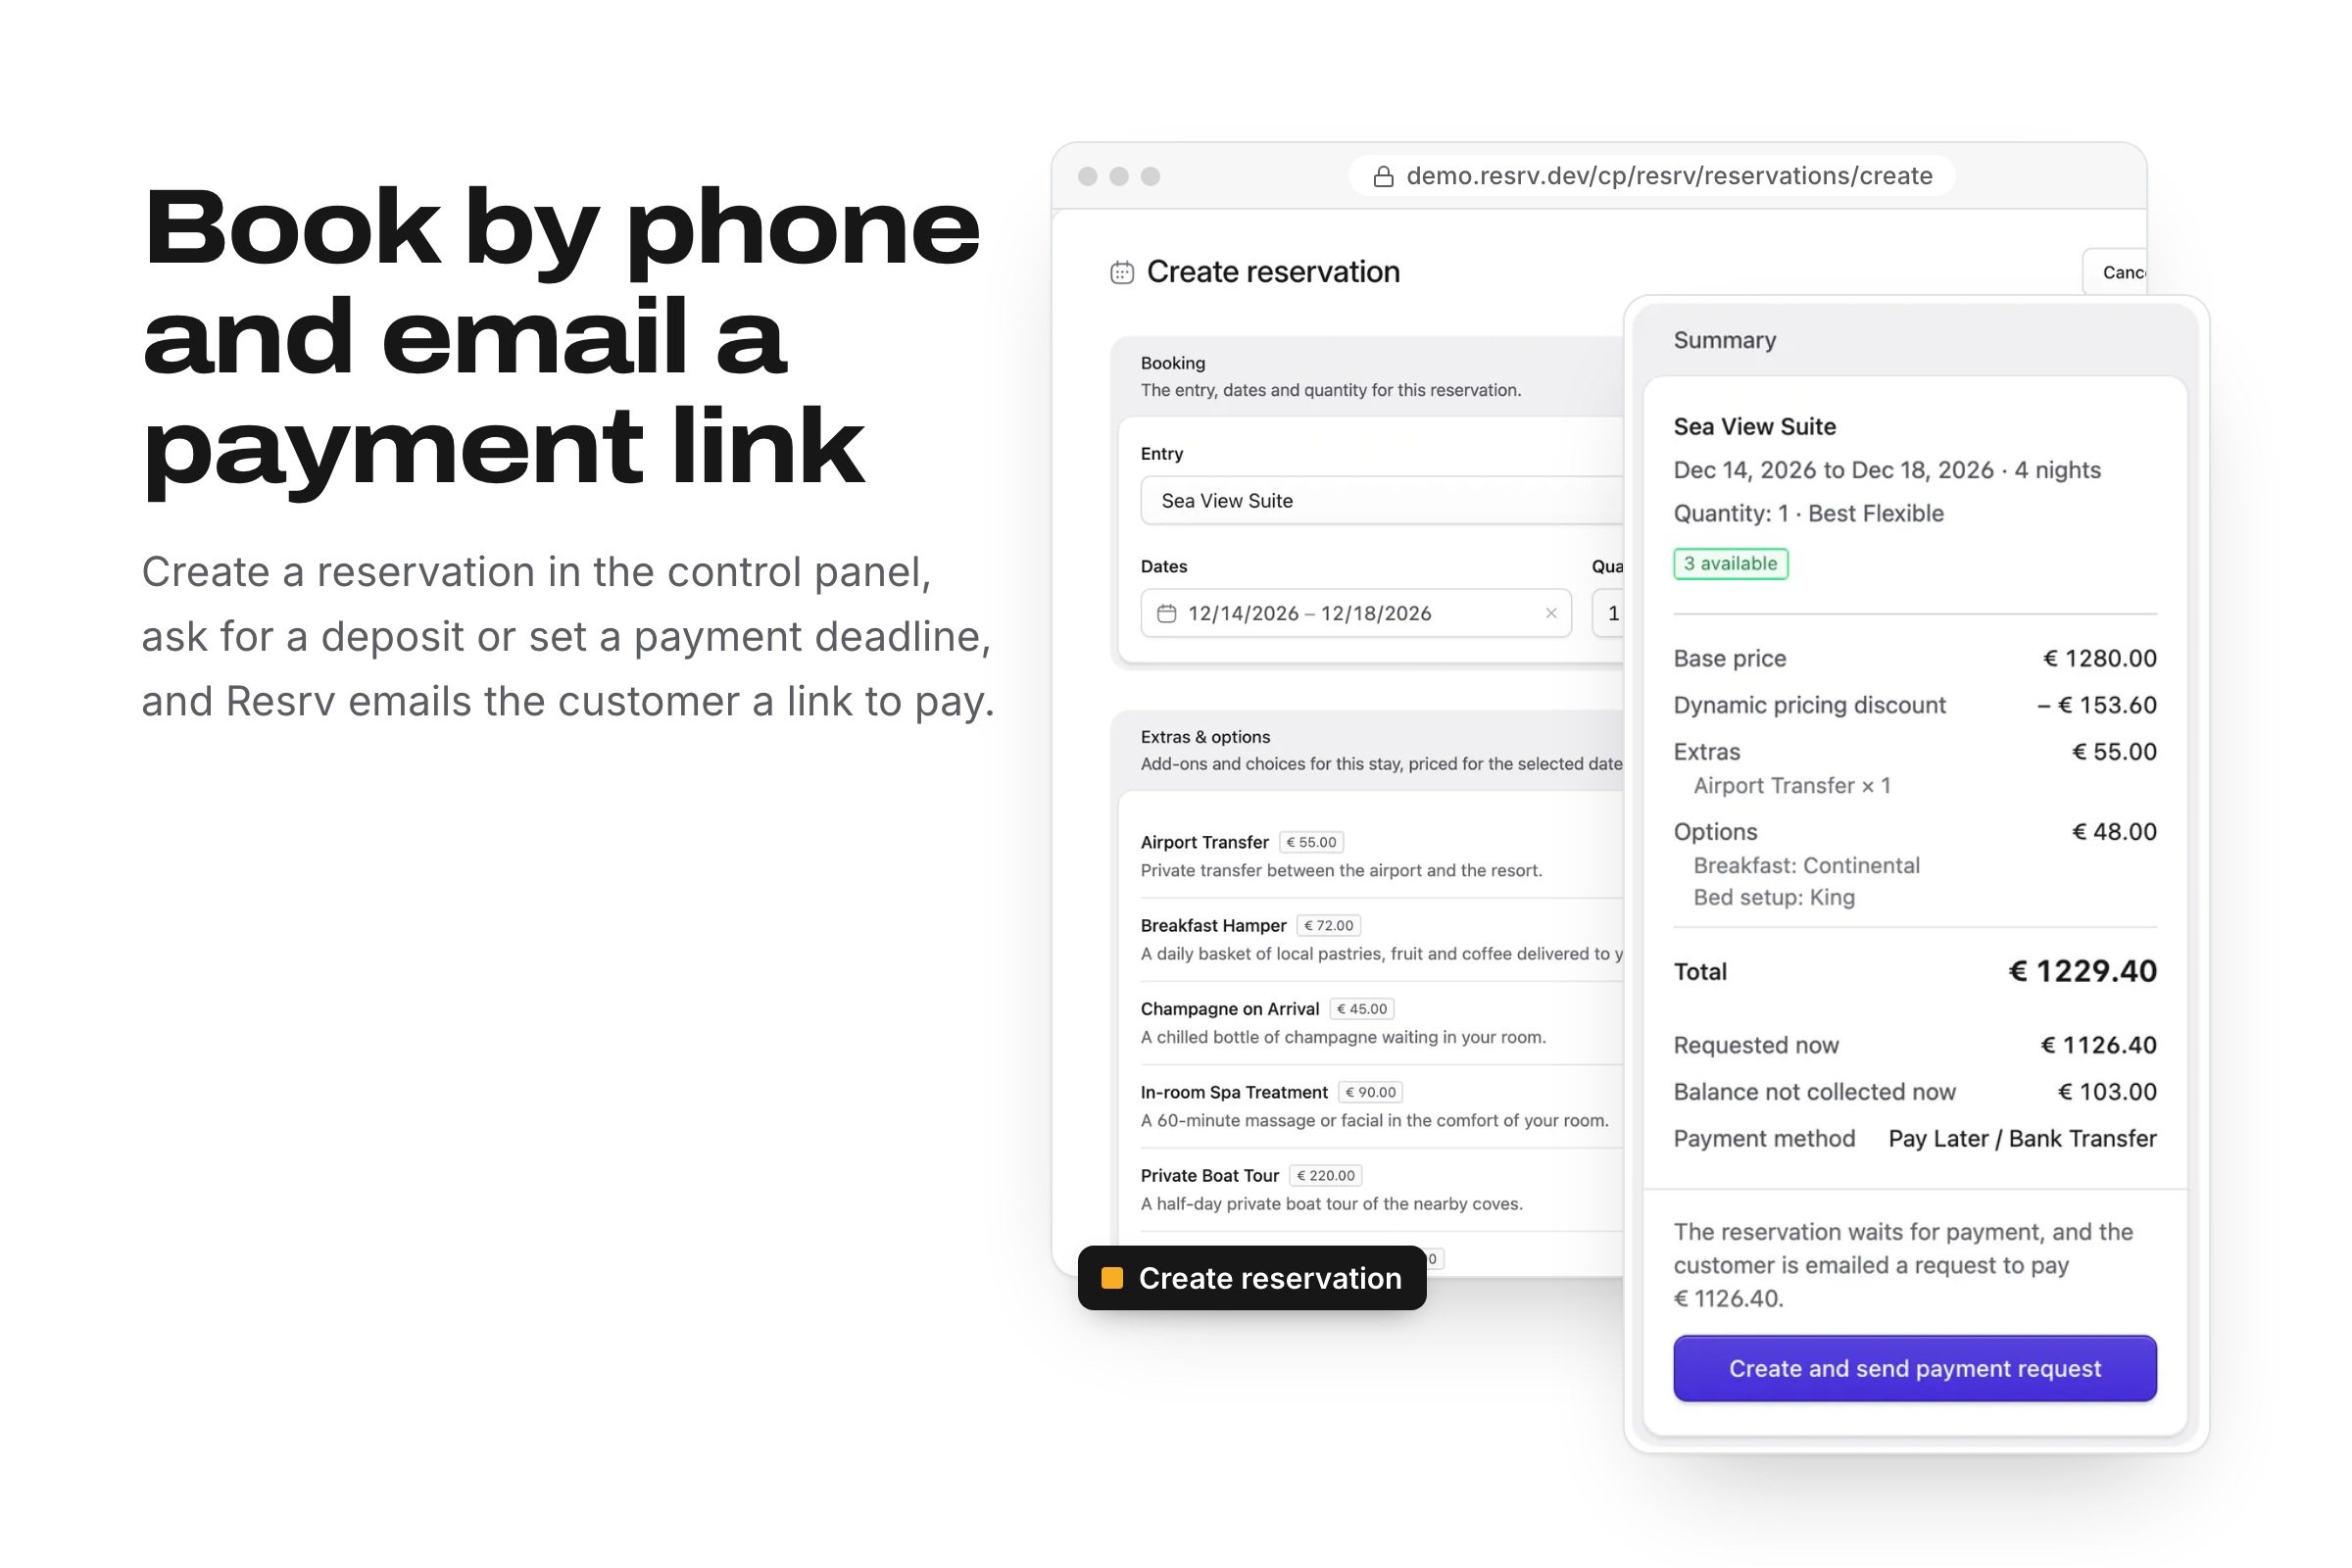 Book by phone
and email a
payment link
Create a reservation in the control panel,
ask for a deposit or set a payment deadline,
and Resrv emails the customer a link to pay.
demo.resrv.dev/cp/resrv/reservations/create
Create reservation
Booking
The entry, dates and quantity for this reservation.
Entry
Sea View Suite
Dates
12/14/2026 – 12/18/2026
1
Extras & options
Add-ons and choices for this stay, priced for the selected
Airport Transfer € 55.00
Private transfer between the airport and the resort.
Breakfast Hamper € 72.00
A daily basket of local pastries, fruit and coffee delivered to
Champagne on Arrival € 45.00
A chilled bottle of champagne waiting in your room.
In-room Spa Treatment € 90.00
A 60-minute massage or facial in the comfort of your room.
Private Boat Tour € 220.00
A half-day private boat tour of the nearby coves.
Create reservation
Summary
Sea View Suite
Dec 14, 2026 to Dec 18, 2026 · 4 nights
Quantity: 1 · Best Flexible
3 available
Base price € 1280.00
Dynamic pricing discount – € 153.60
Extras € 55.00
Airport Transfer × 1
Options € 48.00
Breakfast: Continental
Bed setup: King
Total € 1229.40
Requested now € 1126.40
Balance not collected now € 103.00
Payment method Pay Later / Bank Transfer
The reservation waits for payment, and the
customer is emailed a request to pay
€ 1126.40.
Create and send payment request